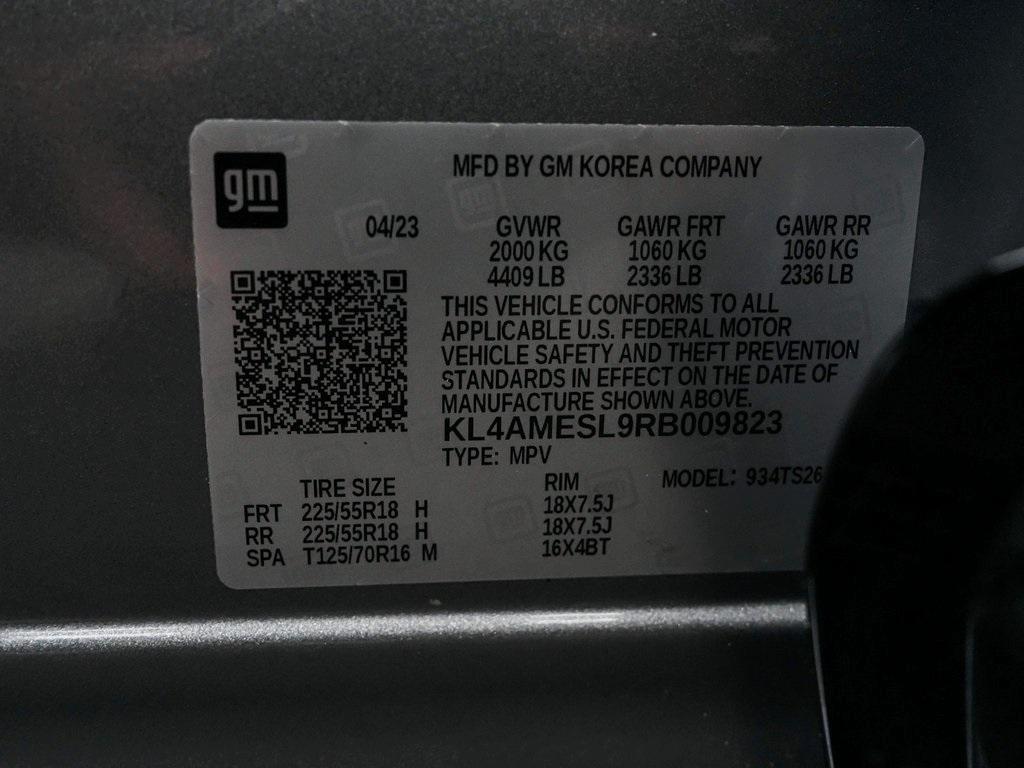 gm
MFD BY GM KOREA COMPANY
04/23 GVWR GAWR FRT GAWR RR
2000 KG 1060 KG 1060 KG
4409 LB 2336 LB 2336 LB
THIS VEHICLE CONFORMS TO ALL
APPLICABLE U.S. FEDERAL MOTOR
VEHICLE SAFETY AND THEFT PREVENTION
STANDARDS IN EFFECT ON THE DATE OF
MANUFACTURE SHOWN ABOVE.
KL4AMESL9RB009823
TYPE: MPV
MODEL: 934TS26
TIRE SIZE RIM
FRT 225/55R18 H 18X7.5J
RR 225/55R18 H 18X7.5J
SPA T125/70R16 M 16X4BT